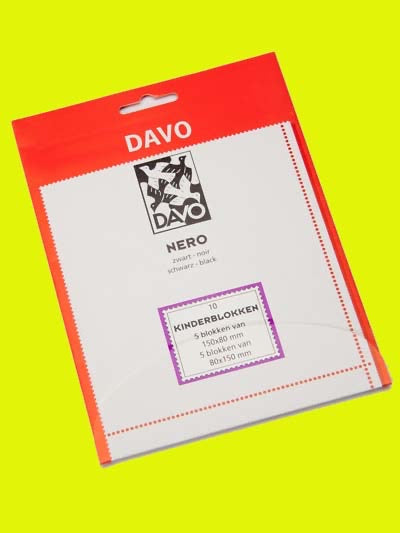 DAVO
DAVO
NERO
zwart - noir
schwarz - black
10
KINDERBLOKKEN
5 blokken van
150x80 mm
5 blokken van
80x150 mm